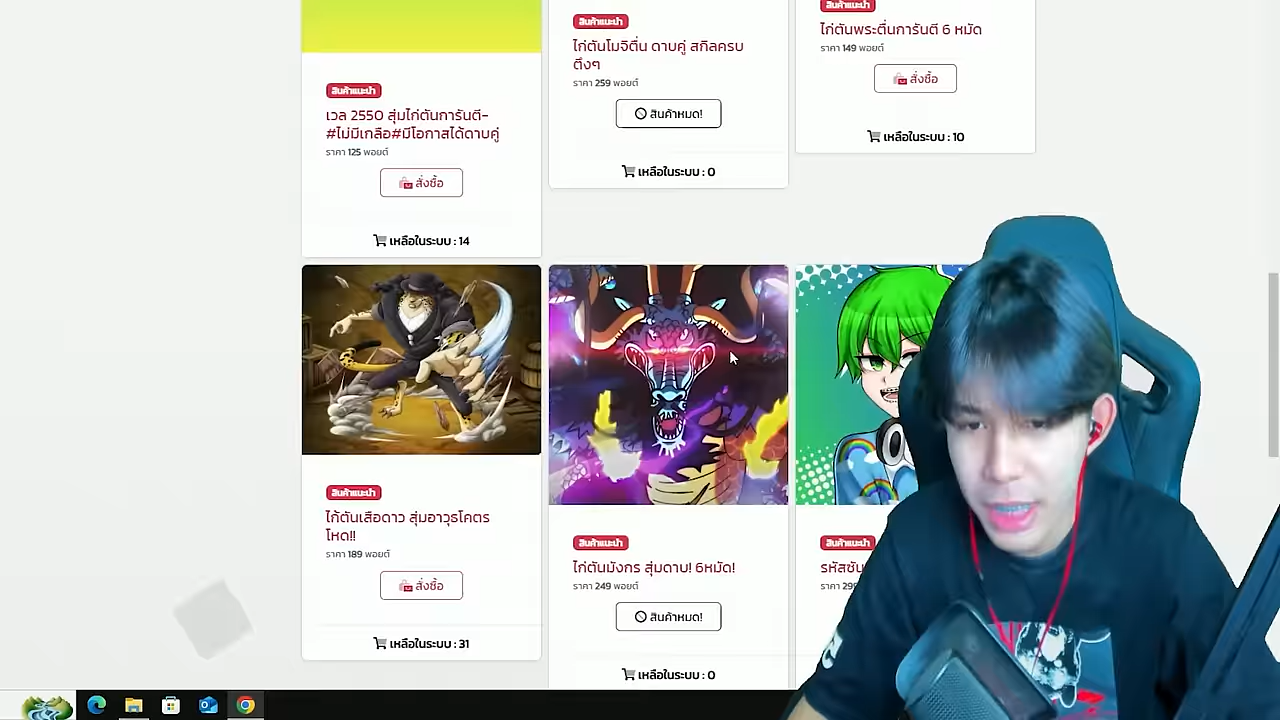 สินค้าแนะนำ
เวล 2550 สุ่มไก่ตันการันตี-
#ไม่มีเกลือ#มีโอกาสได้ดาบคู่
ราคา 125 พอยต์
สั่งซื้อ
เหลือในระบบ : 14
สินค้าแนะนำ
ไก่ตันโมจิตื่น ดาบคู่ สกิลครบ
ตึงๆ
ราคา 259 พอยต์
สินค้าหมด!
เหลือในระบบ : 0
สินค้าแนะนำ
ไก่ตันพระตื่นการันตี 6 หมัด
ราคา 149 พอยต์
สั่งซื้อ
เหลือในระบบ : 10
สินค้าแนะนำ
ไก้ตันเสือดาว สุ่มอาวุธโคตร
โหด!!
ราคา 189 พอยต์
สั่งซื้อ
เหลือในระบบ : 31
สินค้าแนะนำ
ไก่ตันมังกร สุ่มดาบ! 6หมัด!
ราคา 249 พอยต์
สินค้าหมด!
เหลือในระบบ : 0
สินค้าแนะนำ
ราคา